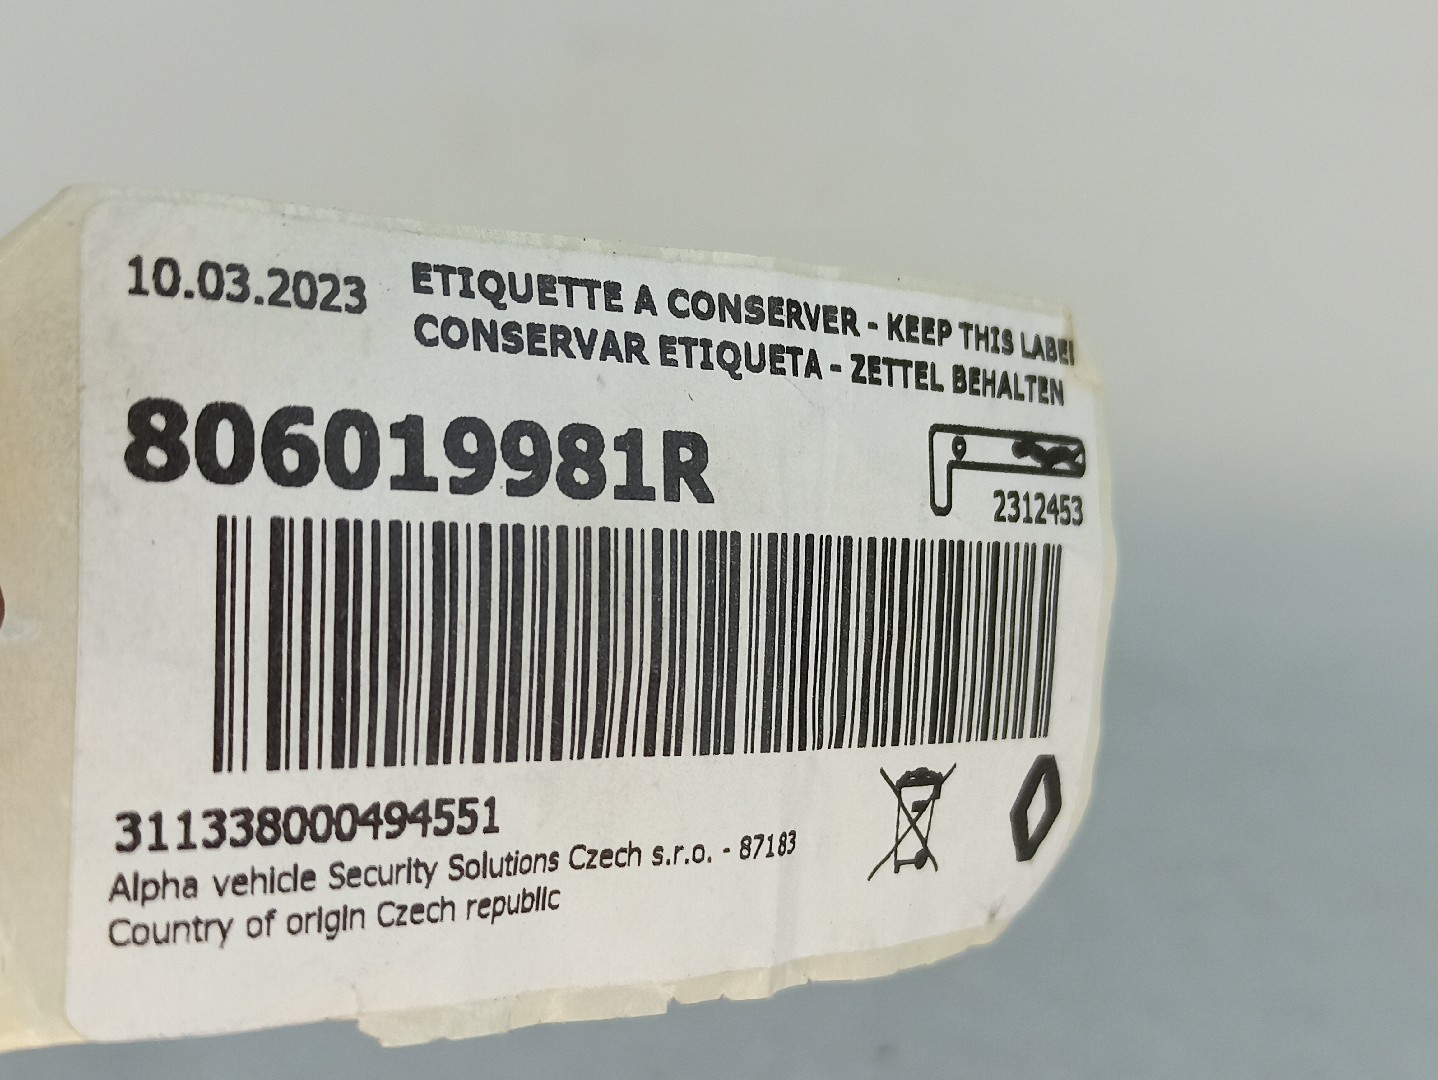 10.03.2023
ETIQUETTE A CONSERVER - KEEP THIS LABEL
CONSERVAR ETIQUETA - ZETTEL BEHALTEN
806019981R
2312453
311338000494551
Alpha vehicle Security Solutions Czech s.r.o. - 87183
Country of origin Czech republic